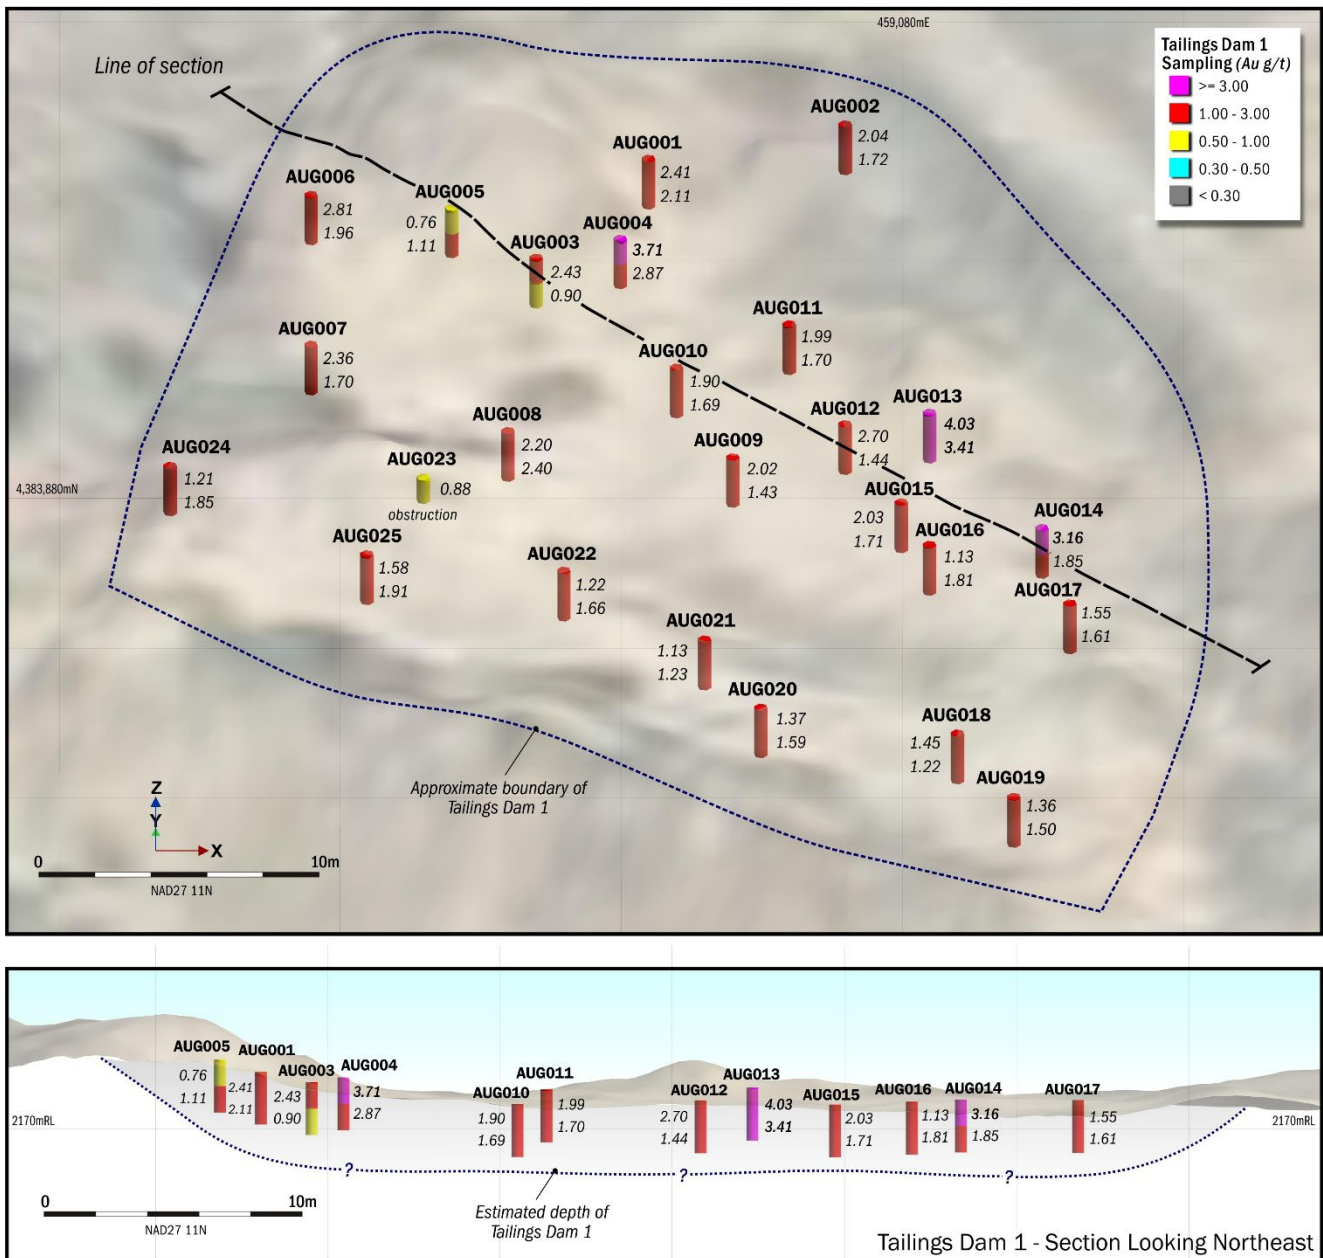 459,080mE
Line of section
Tailings Dam 1
Sampling (Au g/t)
>= 3.00
1.00 - 3.00
0.50 - 1.00
0.30 - 0.50
< 0.30
AUG002
2.04
1.72
AUG001
2.41
2.11
AUG006
2.81
1.96
AUG005
0.76
1.11
AUG004
3.71
2.87
AUG003
2.43
0.90
AUG011
1.99
1.70
AUG007
2.36
1.70
AUG010
1.90
1.69
AUG013
4.03
3.41
AUG012
2.70
1.44
AUG008
2.20
2.40
AUG009
2.02
1.43
AUG024
1.21
1.85
AUG023
0.88
obstruction
4,383,880mN
AUG015
2.03
1.71
AUG016
1.13
1.81
AUG014
3.16
1.85
AUG025
1.58
1.91
AUG022
1.22
1.66
AUG017
1.55
1.61
AUG021
1.13
1.23
AUG020
1.37
1.59
AUG018
1.45
1.22
AUG019
1.36
1.50
Approximate boundary of
Tailings Dam 1
Z
Y
X
0 10m
NAD27 11N
AUG005
0.76
1.11
AUG001
2.41
2.11
AUG003
2.43
0.90
AUG004
3.71
2.87
AUG010
1.90
1.69
AUG011
1.99
1.70
AUG012
2.70
1.44
AUG013
4.03
3.41
AUG015
2.03
1.71
AUG016
1.13
1.81
AUG014
3.16
1.85
AUG017
1.55
1.61
2170mRL
2170mRL
? ? ?
Estimated depth of
Tailings Dam 1
0 10m
NAD27 11N
Tailings Dam 1 - Section Looking Northeast